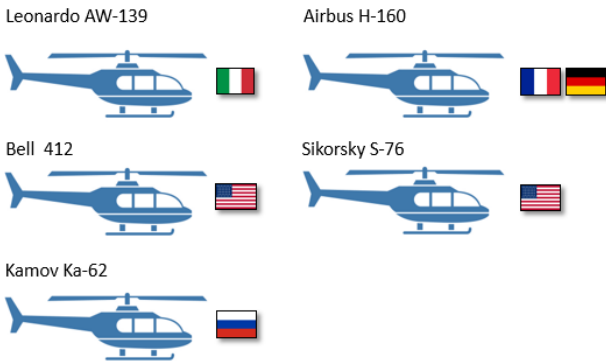 Leonardo AW-139
Airbus H-160
Bell  412
Sikorsky S-76
Kamov Ka-62